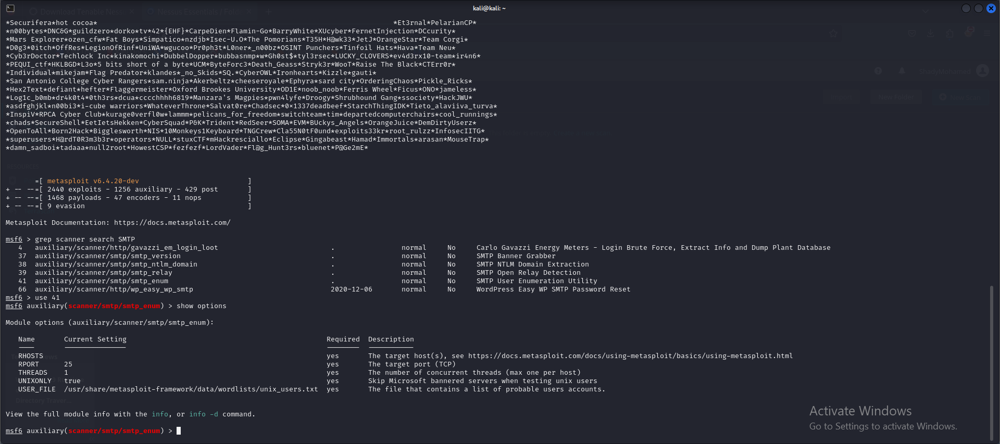 Download Tenable Nes
Nessus Essentials / Fol
kali@kali: ~
*Securifera*hot cocoa* *Et3rnal*PelarianCP*
*n00bytes*DNC&G*guildzero*dorko*tv*42*{EHF}*CarpeDien*Flamin-Go*BarryWhite*XUcyber*FernetInjection*DCcurity*
*Mars Explorer*ozen_cfw*Fat Boys*Simpatico*nzdjb*Isec-U.O*The Pomorians*T35H*H@wk33*JetJ*OrangeStar*Team Corgi*
*D0g3*0itch*OffRes*LegionOfRinf*UniWA*wgucoo*Pr0ph3t*L0ner*_n00bz*OSINT Punchers*Tinfoil Hats*Hava*Team Neu*
*Cyb3rDoctor*Techlock Inc*kinakomochi*DubbelDopper*bubbasnmp*w*Gh0st$*tyl3rsec*LUCKY_CLOVERS*ev4d3rx10-team*ir4n6*
*PEQUI_ctf*HKLBGD*L3o*5 bits short of a byte*UCM*ByteForc3*Death_Geass*Stryk3r*WooT*Raise The Black*CTErr0r*
*Individual*mikejam*Flag Predator*klandes*_no_Skids*SQ.*CyberOWL*Ironhearts*Kizzle*gauti*
*San Antonio College Cyber Rangers*sam.ninja*Akerbeltz*cheeseroyale*Ephyra*sard city*OrderingChaos*Pickle_Ricks*
*Hex2Text*defiant*hefter*Flaggermeister*Oxford Brookes University*OD1E*noob_noob*Ferris Wheel*Ficus*ONO*jameless*
*Log1c_b0mb*dr4k0t4*0th3rs*dcua*cccchhhh6819*Manzara's Magpies*pwn4lyfe*Droogy*Shrubhound Gang*ssociety*HackJWU*
*asdfghjkl*n00bi3*i-cube warriors*WhateverThrone*Salvat0re*Chadsec*0×1337deadbeef*StarchThingIDK*Tieto_alaviiva_turva*
*InspiV*RPCA Cyber Club*kurage0verfl0w*lammm*pelicans_for_freedom*switchteam*tim*departedcomputerchairs*cool_runnings*
*chads*SecureShell*EetIetsHekken*CyberSquad*P&K*Trident*RedSeer*SOMA*EVM*BUckys_Angels*OrangeJuice*DemDirtyUserz*
*OpenToAll*Born2Hack*Bigglesworth*NIS*10Monkeys1Keyboard*TNGCrew*Cla55N0tF0und*exploits33kr*root_rulzz*InfosecIITG*
*superusers*H@rdT0R3m3b3r*operators*NULL*stuxCTF*mHackresciallo*Eclipse*Gingabeast*Hamad*Immortals*arasan*MouseTrap*
*damn_sadboi*tadaaa*null2root*HowestCSP*fezfezf*LordVader*Fl@g_Hunt3rs*bluenet*P@Ge2mE*
ShadyMohamed
Import
New Folder
New Scan
=[ metasploit v6.4.20-dev ]
+ -- --=[ 2440 exploits - 1256 auxiliary - 429 post ]
+ -- --=[ 1468 payloads - 47 encoders - 11 nops ]
+ -- --=[ 9 evasion ]
Metasploit Documentation: https://docs.metasploit.com/
msf6 > grep scanner search SMTP
4 auxiliary/scanner/http/gavazzi_em_login_loot . normal No Carlo Gavazzi Energy Meters - Login Brute Force, Extract Info and Dump Plant Database
37 auxiliary/scanner/smtp/smtp_version . normal No SMTP Banner Grabber
38 auxiliary/scanner/smtp/smtp_ntlm_domain . normal No SMTP NTLM Domain Extraction
39 auxiliary/scanner/smtp/smtp_relay . normal No SMTP Open Relay Detection
41 auxiliary/scanner/smtp/smtp_enum . normal No SMTP User Enumeration Utility
66 auxiliary/scanner/http/wp_easy_wp_smtp 2020-12-06 normal No WordPress Easy WP SMTP Password Reset
msf6 > use 41
msf6 auxiliary(scanner/smtp/smtp_enum) > show options
Module options (auxiliary/scanner/smtp/smtp_enum):
Name Current Setting Required Description
RHOSTS yes The target host(s), see https://docs.metasploit.com/docs/using-metasploit/basics/using-metasploit.html
RPORT 25 yes The target port (TCP)
THREADS 1 yes The number of concurrent threads (max one per host)
UNIXONLY true yes Skip Microsoft bannered servers when testing unix users
USER_FILE /usr/share/metasploit-framework/data/wordlists/unix_users.txt yes The file that contains a list of probable users accounts.
Directory Traver...
View the full module info with the info, or info -d command.
msf6 auxiliary(scanner/smtp/smtp_enum) >
Activate Windows
Go to Settings to activate Windows.